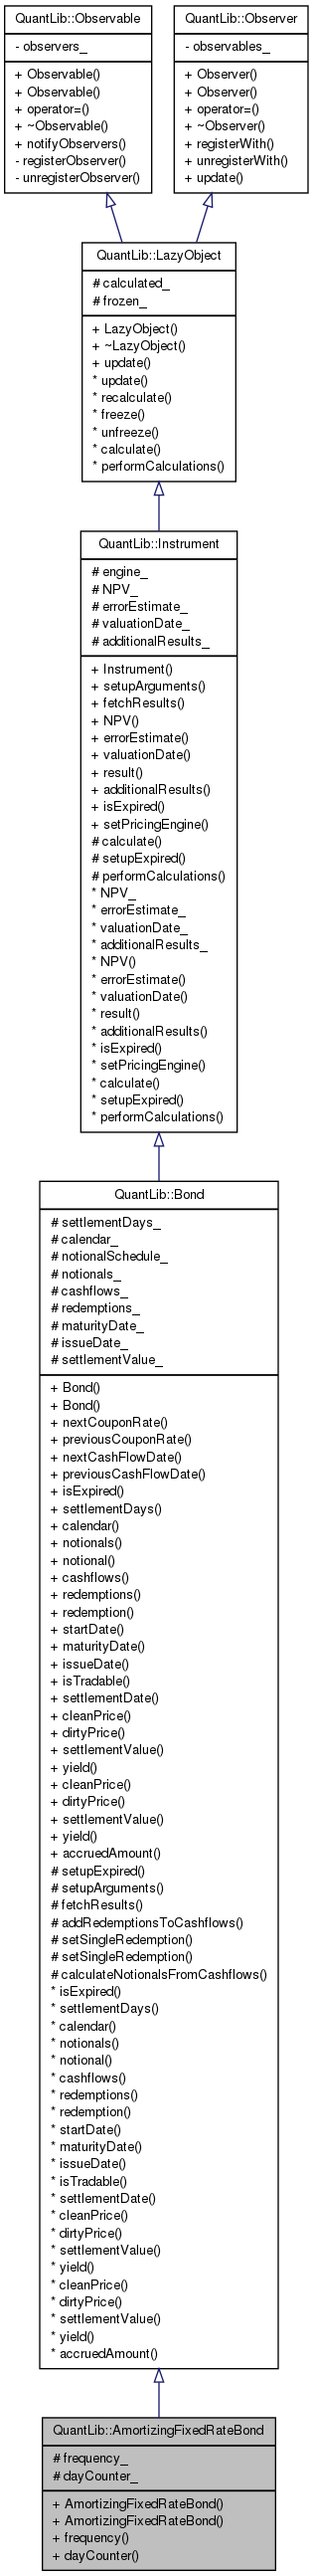 QuantLib::Observable
- observers_
+ Observable()
+ Observable()
+ operator=()
+ ~Observable()
+ notifyObservers()
- registerObserver()
- unregisterObserver()
QuantLib::Observer
- observables_
+ Observer()
+ Observer()
+ operator=()
+ ~Observer()
+ registerWith()
+ unregisterWith()
+ update()
QuantLib::LazyObject
# calculated_
# frozen_
+ LazyObject()
+ ~LazyObject()
+ update()
* update()
* recalculate()
* freeze()
* unfreeze()
* calculate()
* performCalculations()
QuantLib::Instrument
# engine_
# NPV_
# errorEstimate_
# valuationDate_
# additionalResults_
+ Instrument()
+ setupArguments()
+ fetchResults()
+ NPV()
+ errorEstimate()
+ valuationDate()
+ result()
+ additionalResults()
+ isExpired()
+ setPricingEngine()
# calculate()
# setupExpired()
# performCalculations()
* NPV_
* errorEstimate_
* valuationDate_
* additionalResults_
* NPV()
* errorEstimate()
* valuationDate()
* result()
* additionalResults()
* isExpired()
* setPricingEngine()
* calculate()
* setupExpired()
* performCalculations()
QuantLib::Bond
# settlementDays_
# calendar_
# notionalSchedule_
# notionals_
# cashflows_
# redemptions_
# maturityDate_
# issueDate_
# settlementValue_
+ Bond()
+ Bond()
+ nextCouponRate()
+ previousCouponRate()
+ nextCashFlowDate()
+ previousCashFlowDate()
+ isExpired()
+ settlementDays()
+ calendar()
+ notionals()
+ notional()
+ cashflows()
+ redemptions()
+ redemption()
+ startDate()
+ maturityDate()
+ issueDate()
+ isTradable()
+ settlementDate()
+ cleanPrice()
+ dirtyPrice()
+ settlementValue()
+ yield()
+ cleanPrice()
+ dirtyPrice()
+ settlementValue()
+ yield()
+ accruedAmount()
# setupExpired()
# setupArguments()
# fetchResults()
# addRedemptionsToCashflows()
# setSingleRedemption()
# setSingleRedemption()
# calculateNotionalsFromCashflows()
* isExpired()
* settlementDays()
* calendar()
* notionals()
* notional()
* cashflows()
* redemptions()
* redemption()
* startDate()
* maturityDate()
* issueDate()
* isTradable()
* settlementDate()
* cleanPrice()
* dirtyPrice()
* settlementValue()
* yield()
* cleanPrice()
* dirtyPrice()
* settlementValue()
* yield()
* accruedAmount()
QuantLib::AmortizingFixedRateBond
# frequency_
# dayCounter_
+ AmortizingFixedRateBond()
+ AmortizingFixedRateBond()
+ frequency()
+ dayCounter()